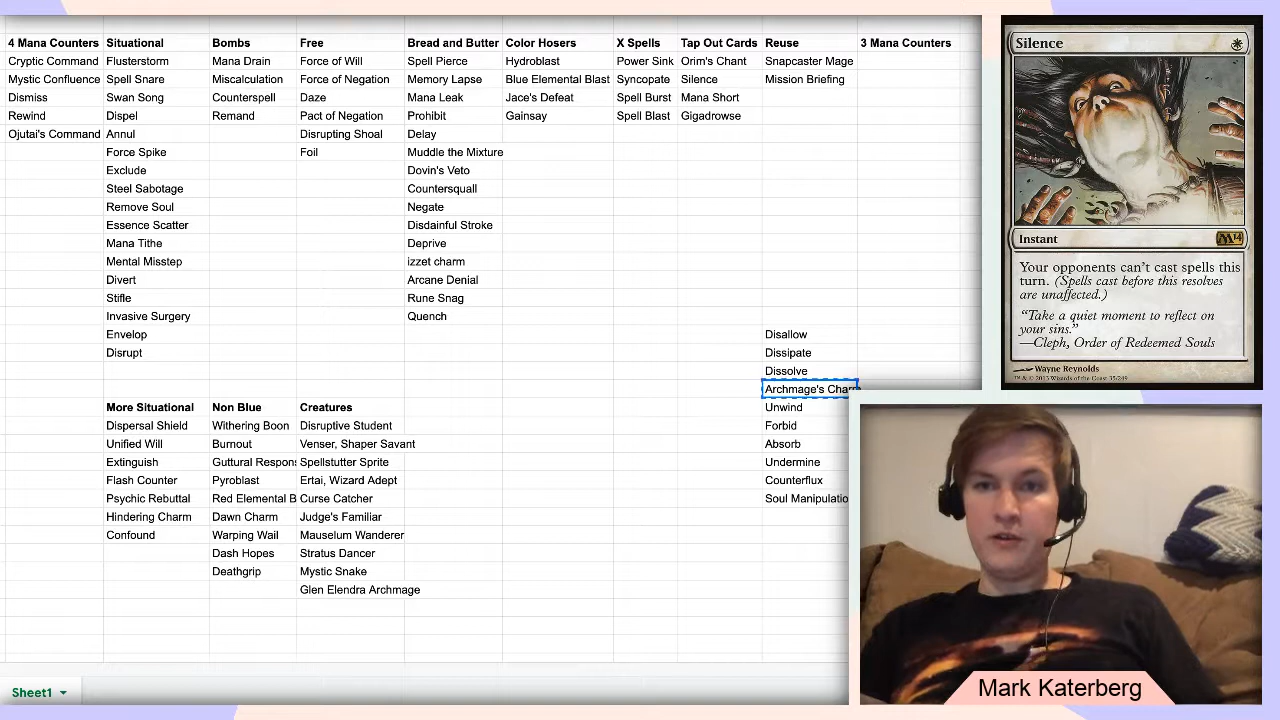 4 Mana Counters Situational Bombs Free Bread and Butter Color Hosers X Spells Tap Out Cards Reuse 3 Mana Counters
Cryptic Command Flusterstorm Mana Drain Force of Will Spell Pierce Hydroblast Power Sink Orim's Chant Snapcaster Mage
Mystic Confluence Spell Snare Miscalculation Force of Negation Memory Lapse Blue Elemental Blast Syncopate Silence Mission Briefing
Dismiss Swan Song Counterspell Daze Mana Leak Jace's Defeat Spell Burst Mana Short
Rewind Dispel Remand Pact of Negation Prohibit Gainsay Spell Blast Gigadrowse
Ojutai's Command Annul Disrupting Shoal Delay
Force Spike Foil Muddle the Mixture
Exclude Dovin's Veto
Steel Sabotage Countersquall
Remove Soul Negate
Essence Scatter Disdainful Stroke
Mana Tithe Deprive
Mental Misstep izzet charm
Divert Arcane Denial
Stifle Rune Snag
Invasive Surgery Quench
Envelop Disallow
Disrupt Dissipate
Dissolve
Archmage's Char
More Situational Non Blue Creatures Unwind
Dispersal Shield Withering Boon Disruptive Student Forbid
Unified Will Burnout Venser, Shaper Savant Absorb
Extinguish Guttural Respons Spellstutter Sprite Undermine
Flash Counter Pyroblast Ertai, Wizard Adept Counterflux
Psychic Rebuttal Red Elemental B Curse Catcher Soul Manipulatio
Hindering Charm Dawn Charm Judge's Familiar
Confound Warping Wail Mauselum Wanderer
Dash Hopes Stratus Dancer
Deathgrip Mystic Snake
Glen Elendra Archmage
Sheet1
Silence
Instant
M14
Your opponents can't cast spells this
turn. (Spells cast before this resolves
are unaffected.)
“Take a quiet moment to reflect on
your sins.”
—Cleph, Order of Redeemed Souls
Wayne Reynolds
™ & © 2013 Wizards of the Coast 35/249
Mark Katerberg